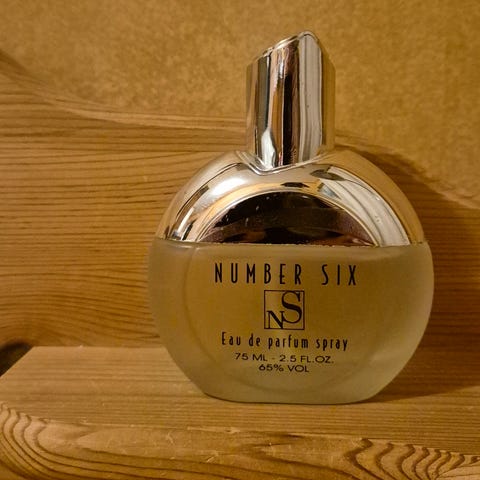 NUMBER SIX
NS
Eau de parfum spray
75 ML - 2.5 FL.OZ.
65% VOL